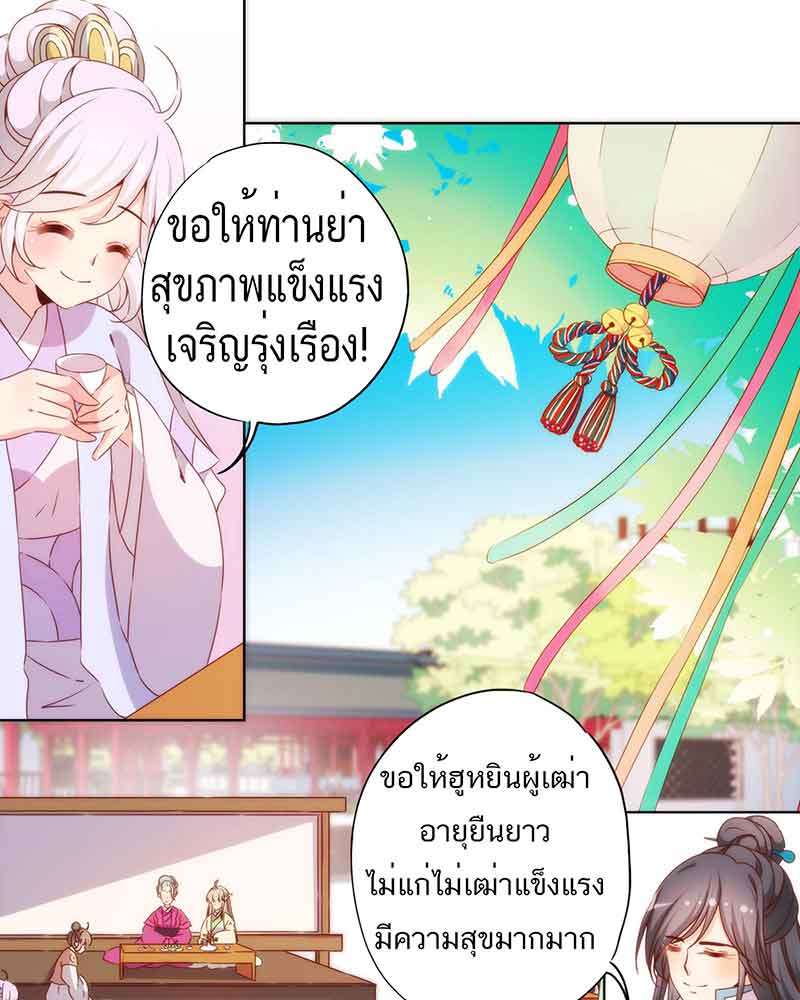 ขอให้ท่านย่า
สุขภาพแข็งแรง
เจริญรุ่งเรือง!
ขอให้ฮูหยินผู้เฒ่า
อายุยืนยาว
ไม่แก่ไม่เฒ่าแข็งแรง
มีความสุขมากมาก